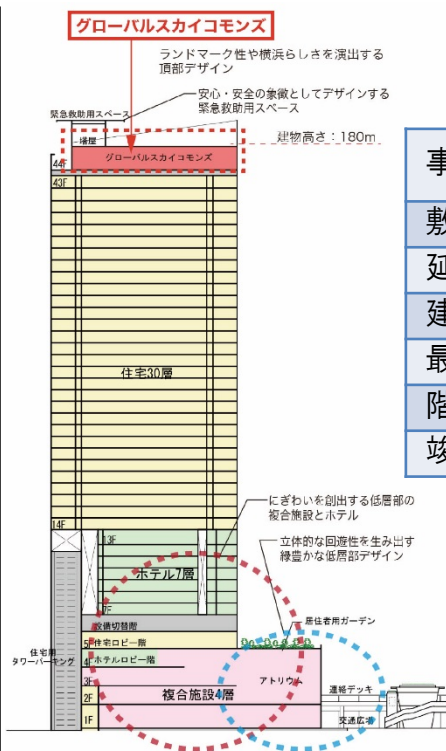 グローバルスカイコモンズ
ランドマーク性や横浜らしさを演出する
頂部デザイン
安心・安全の象徴としてデザインする
緊急救助用スペース
緊急救助用スペース
塔屋
建物高さ：180m
グローバルスカイコモンズ
44F
43F
事
敷
延
建
最
階
竣
住宅30層
にぎわいを創出する低層部の
複合施設とホテル
14F
13F
立体的な回遊性を生み出す
緑豊かな低層部デザイン
ホテル7層
7F
設備切替階
居住者用ガーデン
住宅用
タワーパーキング
5F
住宅ロビー階
4F
ホテルロビー階
アトリウム
3F
連絡デッキ
2F
複合施設4層
1F
交通広場